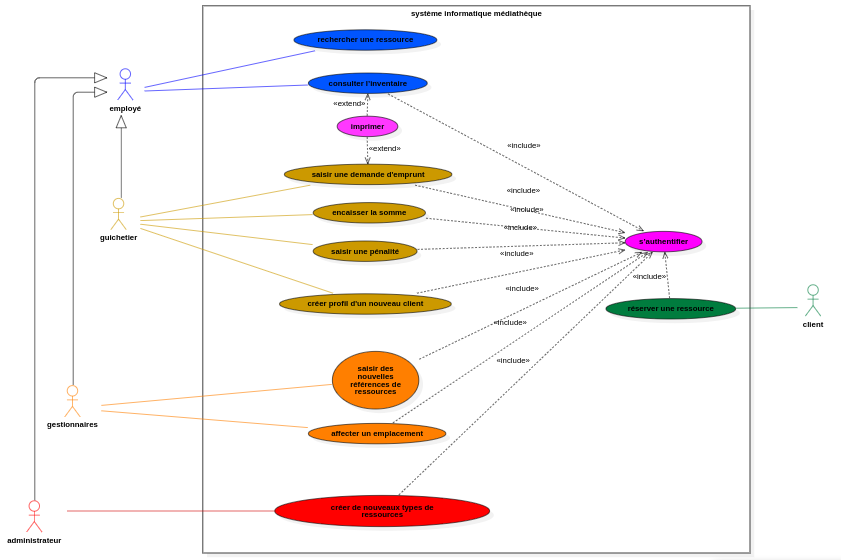 système informatique médiathèque
rechercher une ressource
consulter l'inventaire
employé
«extend»
imprimer
«include»
«extend»
saisir une demande d'emprunt
«include»
guichetier
encaisser la somme
«include»
«include»
s'authentifier
saisir une pénalité
«include»
«include»
créer profil d'un nouveau client
«include»
réserver une ressource
client
«include»
«include»
saisir des
nouvelles
références de
ressources
gestionnaires
affecter un emplacement
créer de nouveaux types de
ressources
administrateur